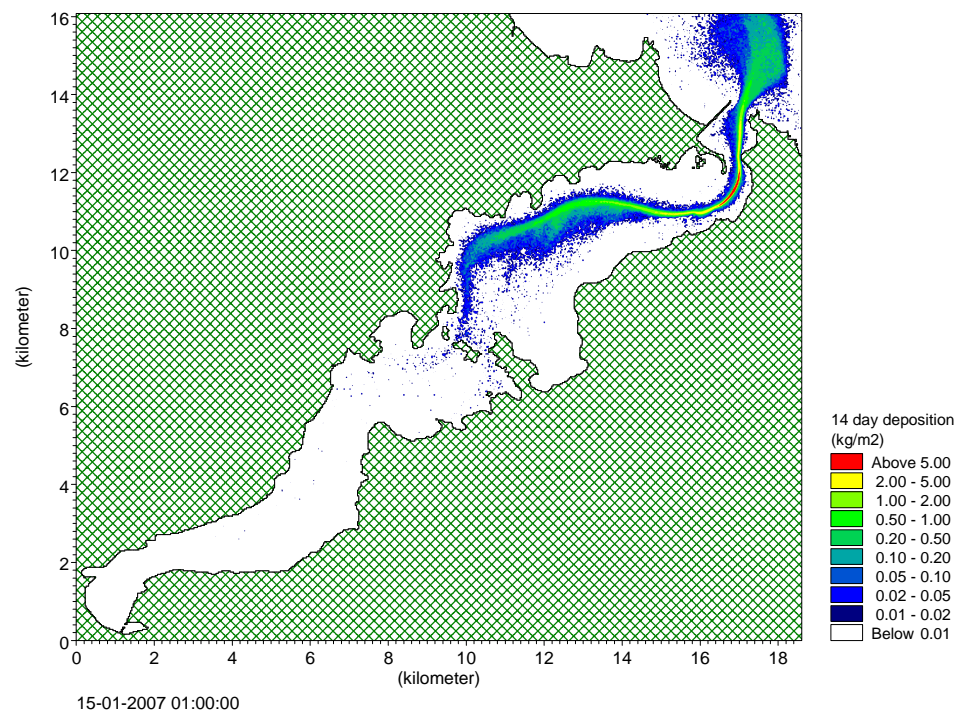 16
14
12
10
8
6
4
2
0
(kilometer)
0 2 4 6 8 10 12 14 16 18
(kilometer)
15-01-2007 01:00:00
14 day deposition
(kg/m2)
Above 5.00
2.00 - 5.00
1.00 - 2.00
0.50 - 1.00
0.20 - 0.50
0.10 - 0.20
0.05 - 0.10
0.02 - 0.05
0.01 - 0.02
Below 0.01